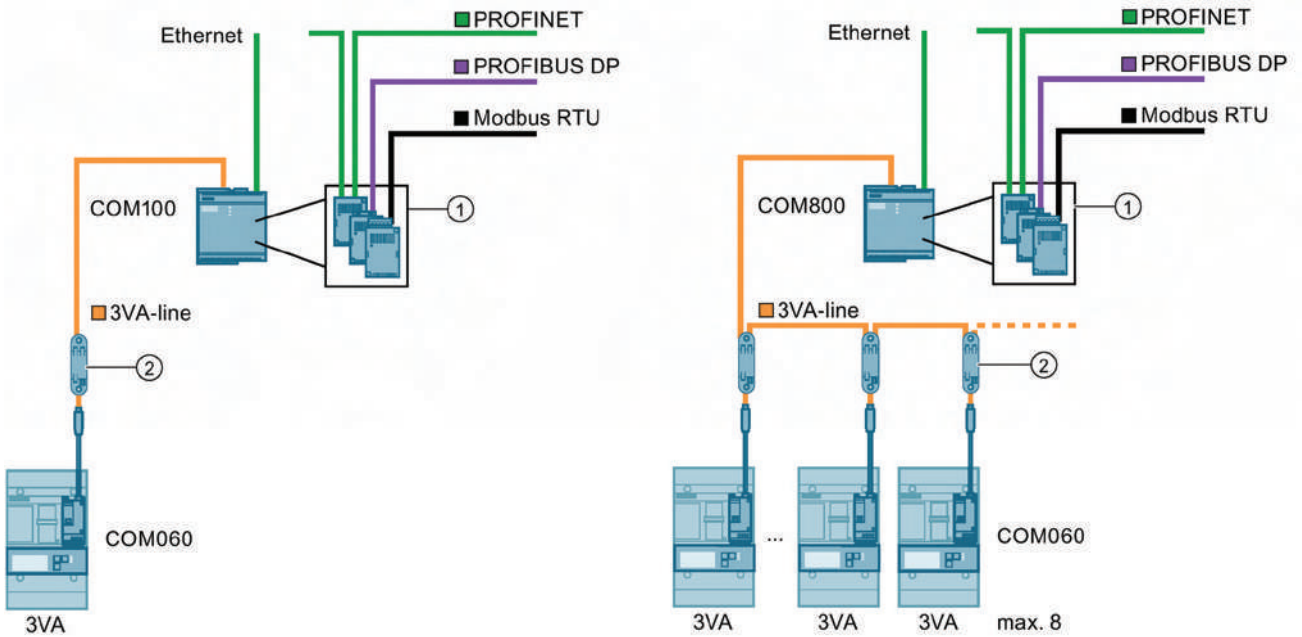 PROFINET
Ethernet
PROFIBUS DP
Modbus RTU
COM100
1
3VA-line
2
COM060
3VA
PROFINET
Ethernet
PROFIBUS DP
Modbus RTU
COM800
1
3VA-line
2
...
COM060
3VA
3VA
3VA
max. 8